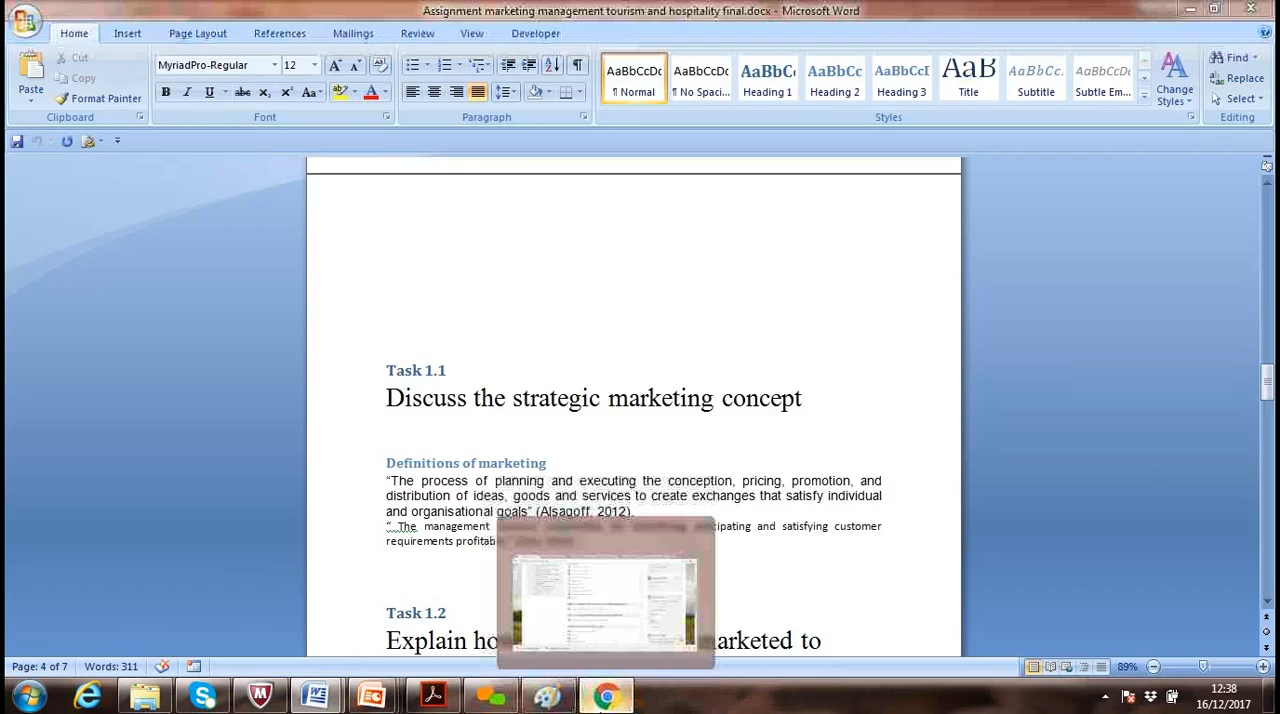 Assignment marketing management tourism and hospitality final.docx - Microsoft Word
Home Insert Page Layout References Mailings Review View Developer
Cut
Copy
Paste
Format Painter
Clipboard
MyriadPro-Regular 12
B I U abc x₂ x² Aa
Font
Paragraph
AaBbCcDc AaBbCcDc AaBbC AaBbCc AaBbCcI AaB AaBbCc. AaBbCcDc
¶ Normal ¶ No Spaci... Heading 1 Heading 2 Heading 3 Title Subtitle Subtle Em...
Change
Styles
Styles
Find
Replace
Select
Editing
Task 1.1
Discuss the strategic marketing concept
Definitions of marketing
“The process of planning and executing the conception, pricing, promotion, and
distribution of ideas, goods and services to create exchanges that satisfy individual
and organisational goals” (Alsagoff, 2012).
“ The management and satisfying customer
requirements
Task 1.2
Explain to
Page: 4 of 7 Words: 311
89%
12:38
16/12/2017